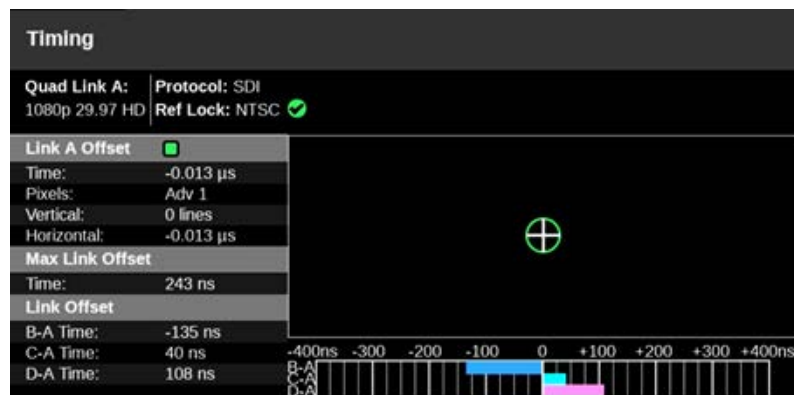 Timing
Quad Link A: Protocol: SDI
1080p 29.97 HD Ref Lock: NTSC
Link A Offset
Time: -0.013 µs
Pixels: Adv 1
Vertical: 0 lines
Horizontal: -0.013 µs
Max Link Offset
Time: 243 ns
Link Offset
B-A Time: -135 ns
C-A Time: 40 ns
D-A Time: 108 ns
-400ns -300 -200 -100 0 +100 +200 +300 +400ns
B-A
C-A
D-A